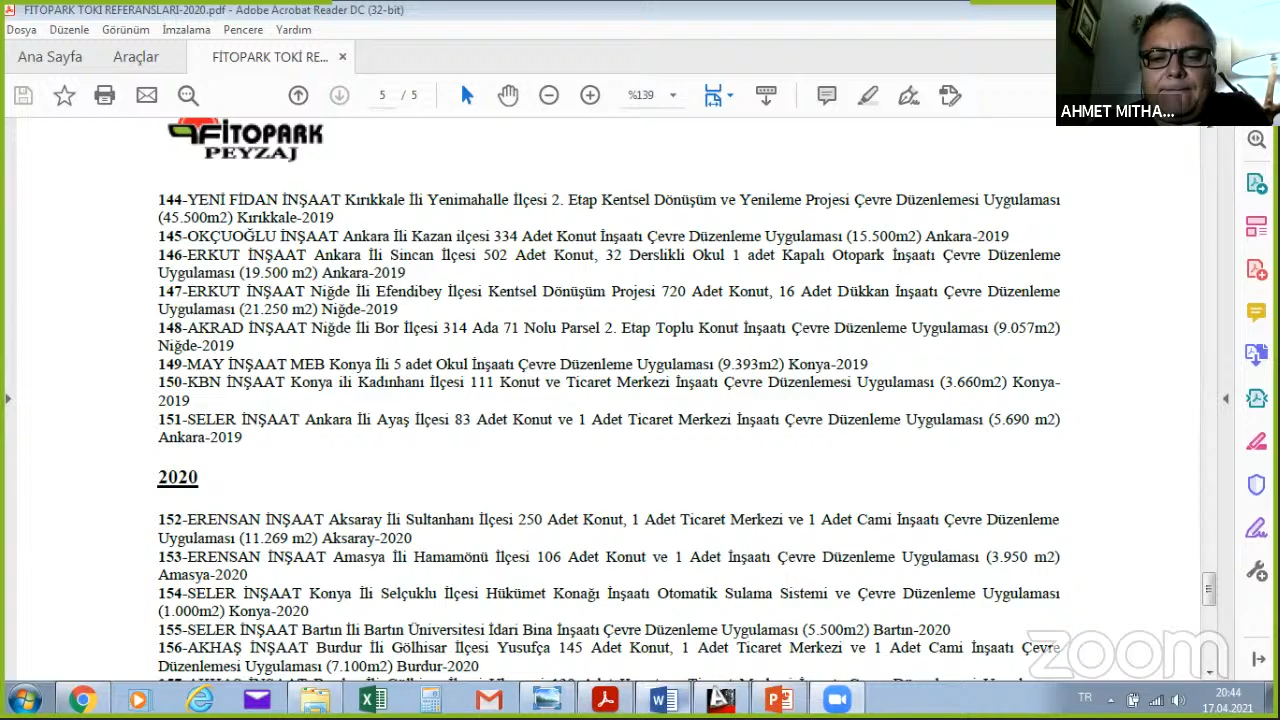 FİTOPARK TOKİ REFERANSLARI-2020.pdf - Adobe Acrobat Reader DC (32-bit)
Dosya Düzenle Görünüm İmzalama Pencere Yardım
Ana Sayfa Araçlar FİTOPARK TOKİ RE... ×
5 / 5 %139
AHMET MITHA...
FİTOPARK
PEYZAJ
144-YENİ FİDAN İNŞAAT Kırıkkale İli Yenimahalle İlçesi 2. Etap Kentsel Dönüşüm ve Yenileme Projesi Çevre Düzenlemesi Uygulaması
(45.500m2) Kırıkkale-2019
145-OKÇUOĞLU İNŞAAT Ankara İli Kazan ilçesi 334 Adet Konut İnşaatı Çevre Düzenleme Uygulaması (15.500m2) Ankara-2019
146-ERKUT İNŞAAT Ankara İli Sincan İlçesi 502 Adet Konut, 32 Derslikli Okul 1 adet Kapalı Otopark İnşaatı Çevre Düzenleme
Uygulaması (19.500 m2) Ankara-2019
147-ERKUT İNŞAAT Niğde İli Efendibey İlçesi Kentsel Dönüşüm Projesi 720 Adet Konut, 16 Adet Dükkan İnşaatı Çevre Düzenleme
Uygulaması (21.250 m2) Niğde-2019
148-AKRAD İNŞAAT Niğde İli Bor İlçesi 314 Ada 71 Nolu Parsel 2. Etap Toplu Konut İnşaatı Çevre Düzenleme Uygulaması (9.057m2)
Niğde-2019
149-MAY İNŞAAT MEB Konya İli 5 adet Okul İnşaatı Çevre Düzenleme Uygulaması (9.393m2) Konya-2019
150-KBN İNŞAAT Konya ili Kadınhanı İlçesi 111 Konut ve Ticaret Merkezi İnşaatı Çevre Düzenlemesi Uygulaması (3.660m2) Konya-
2019
151-SELER İNŞAAT Ankara İli Ayaş İlçesi 83 Adet Konut ve 1 Adet Ticaret Merkezi İnşaatı Çevre Düzenleme Uygulaması (5.690 m2)
Ankara-2019
2020
152-ERENSAN İNŞAAT Aksaray İli Sultanhanı İlçesi 250 Adet Konut, 1 Adet Ticaret Merkezi ve 1 Adet Cami İnşaatı Çevre Düzenleme
Uygulaması (11.269 m2) Aksaray-2020
153-ERENSAN İNŞAAT Amasya İli Hamamönü İlçesi 106 Adet Konut ve 1 Adet İnşaatı Çevre Düzenleme Uygulaması (3.950 m2)
Amasya-2020
154-SELER İNŞAAT Konya İli Selçuklu İlçesi Hükümet Konağı İnşaatı Otomatik Sulama Sistemi ve Çevre Düzenleme Uygulaması
(1.000m2) Konya-2020
155-SELER İNŞAAT Bartın İli Bartın Üniversitesi İdari Bina İnşaatı Çevre Düzenleme Uygulaması (5.500m2) Bartın-2020
156-AKHAŞ İNŞAAT Burdur İli Gölhisar İlçesi Yusufça 145 Adet Konut, 1 Adet Ticaret Merkezi ve 1 Adet Cami İnşaatı Çevre
Düzenlemesi Uygulaması (7.100m2) Burdur-2020
zoom
TR 20:44
17.04.2021